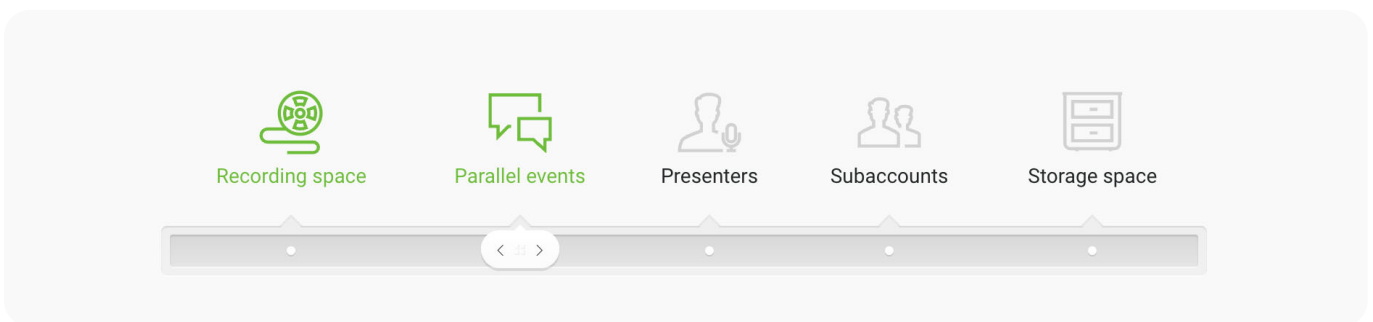 Recording space
Parallel events
Presenters
Subaccounts
Storage space